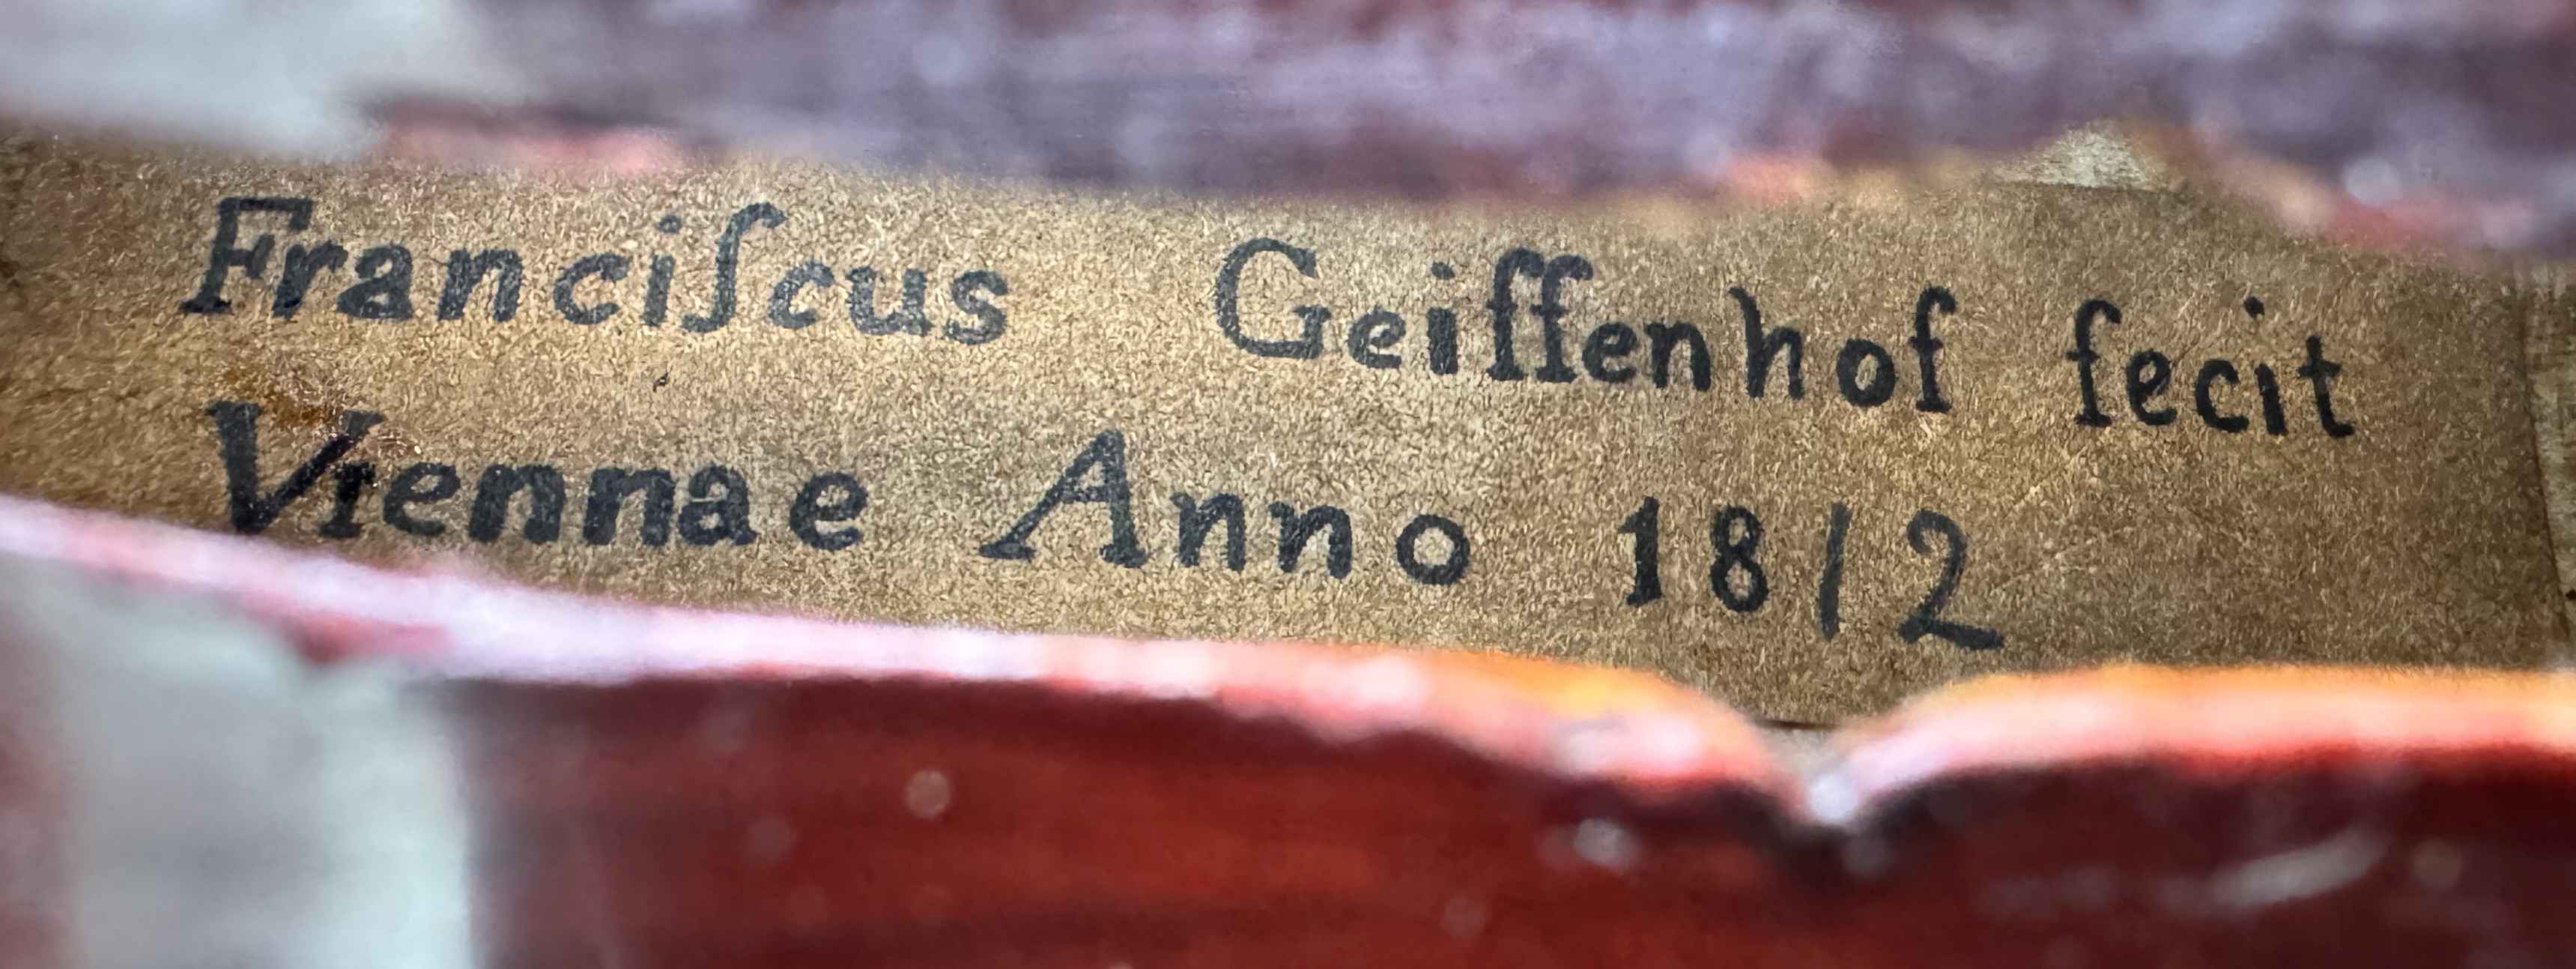 Franciſcus Geiſſenhof fecit
Viennae Anno 1812